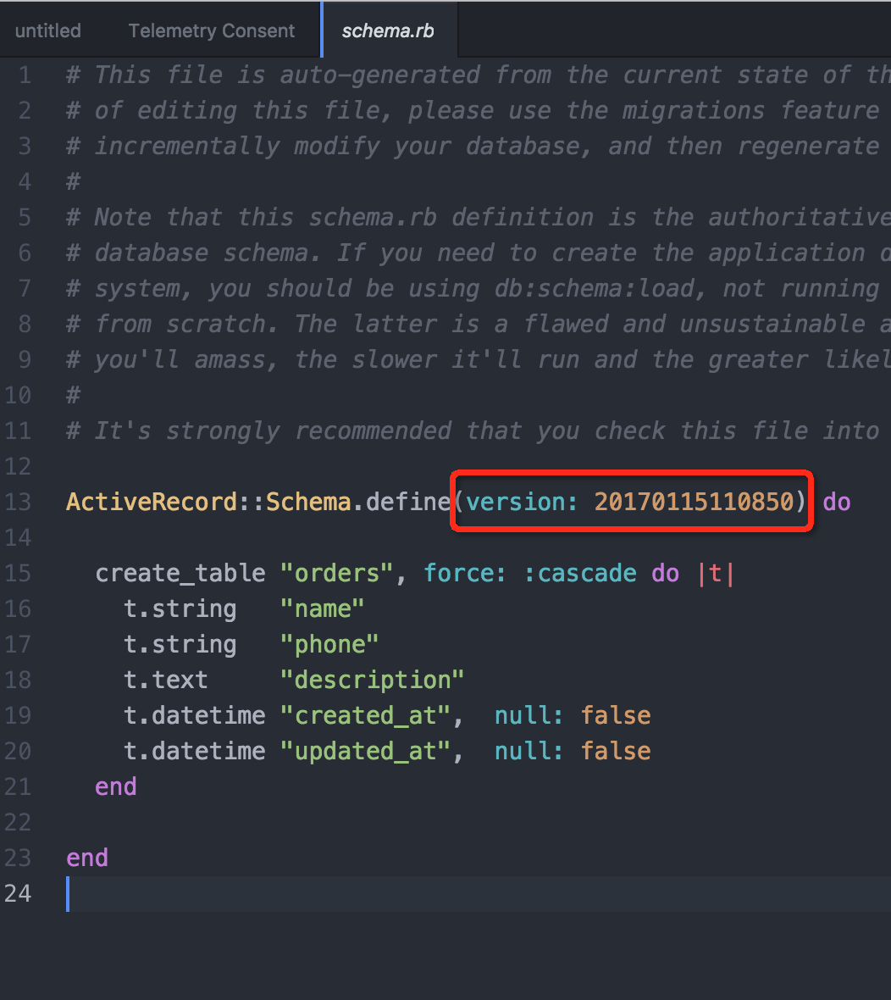 untitled Telemetry Consent schema.rb
1 # This file is auto-generated from the current state of th
2 # of editing this file, please use the migrations feature
3 # incrementally modify your database, and then regenerate
4 #
5 # Note that this schema.rb definition is the authoritative
6 # database schema. If you need to create the application d
7 # system, you should be using db:schema:load, not running
8 # from scratch. The latter is a flawed and unsustainable a
9 # you'll amass, the slower it'll run and the greater likel
10 #
11 # It's strongly recommended that you check this file into
12
13 ActiveRecord::Schema.define(version: 20170115110850) do
14
15   create_table "orders", force: :cascade do |t|
16     t.string   "name"
17     t.string   "phone"
18     t.text     "description"
19     t.datetime "created_at",  null: false
20     t.datetime "updated_at",  null: false
21   end
22
23 end
24